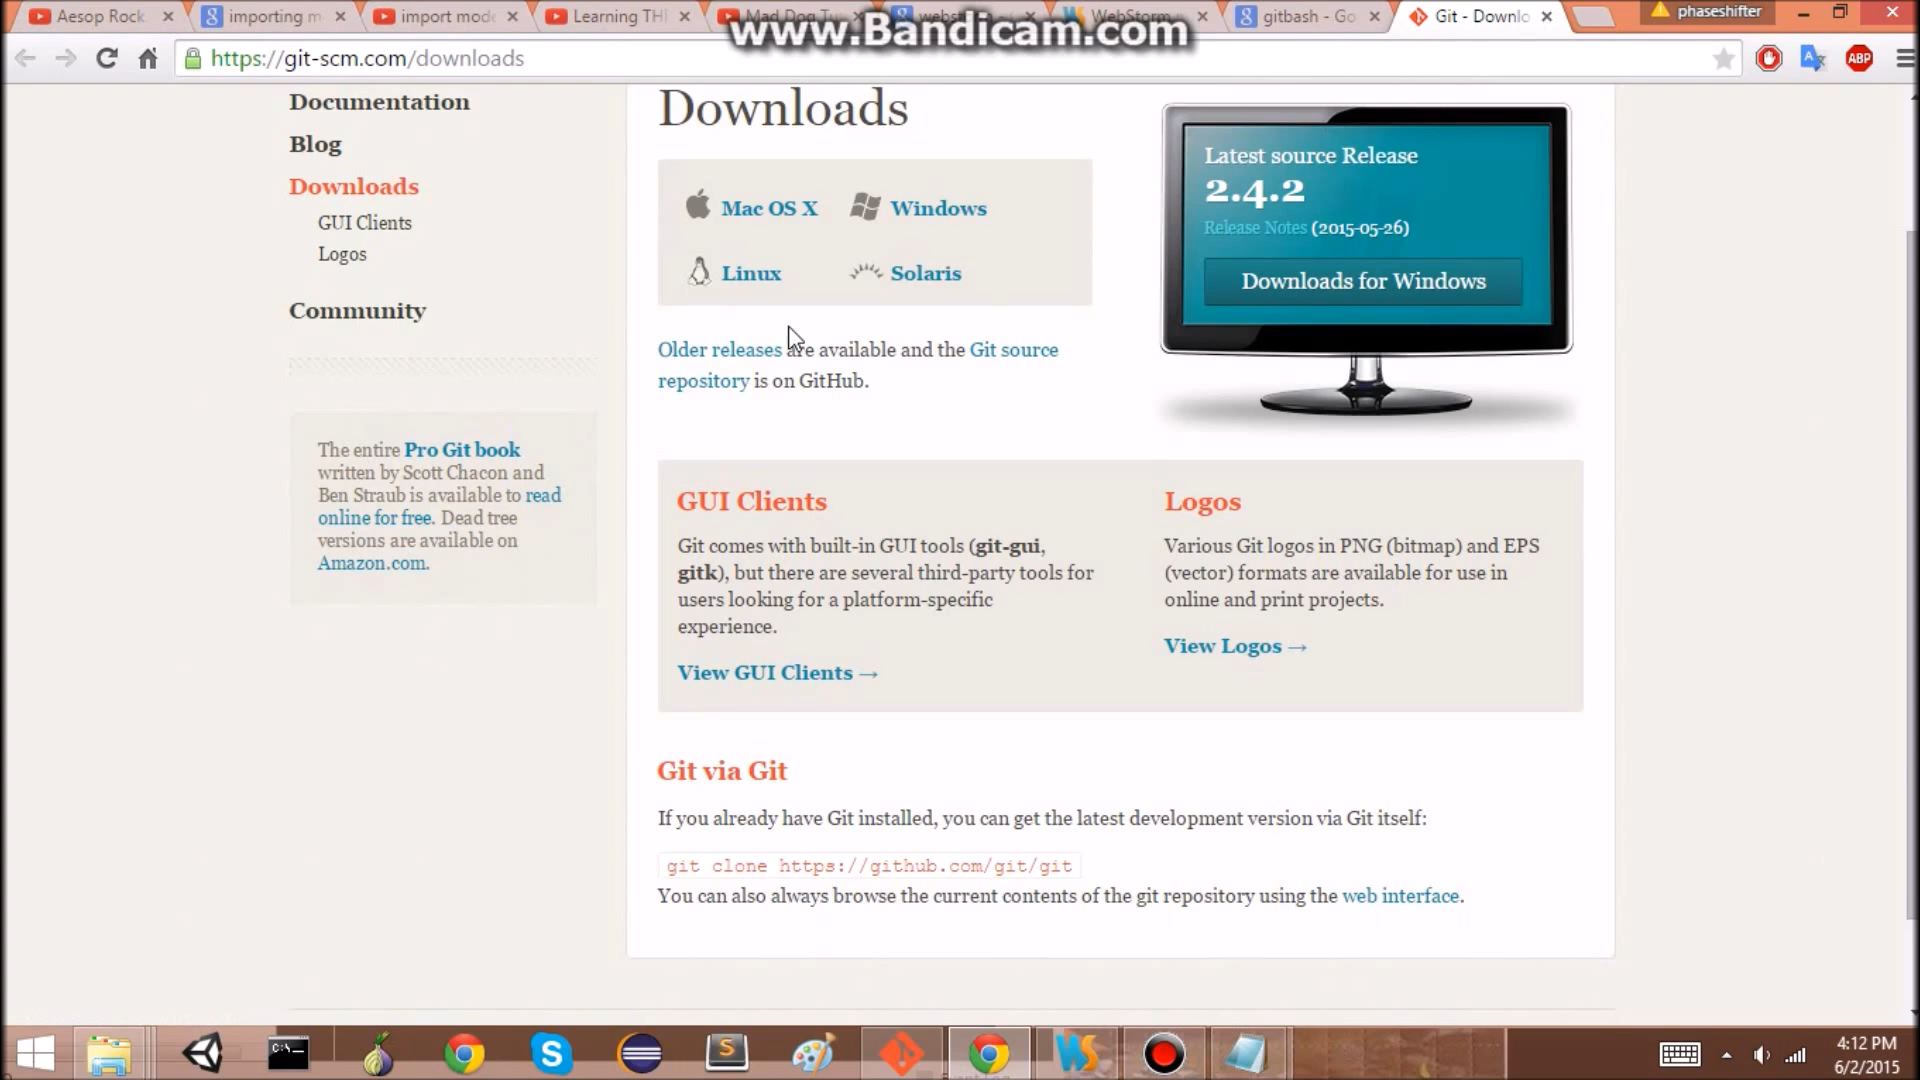 Aesop Rock
importing m
import mode
Learning TH
Mad Dog
WebStorm
gitbash - Go
Git - Downlo
phaseshifter
www.Bandicam.com
https://git-scm.com/downloads
ABP
Documentation
Blog
Downloads
GUI Clients
Logos
Community
The entire Pro Git book
written by Scott Chacon and
Ben Straub is available to read
online for free. Dead tree
versions are available on
Amazon.com.
Downloads
Mac OS X
Windows
Linux
Solaris
Older releases are available and the Git source
repository is on GitHub.
Latest source Release
2.4.2
Release Notes (2015-05-26)
Downloads for Windows
GUI Clients
Git comes with built-in GUI tools (git-gui,
gitk), but there are several third-party tools for
users looking for a platform-specific
experience.
View GUI Clients →
Logos
Various Git logos in PNG (bitmap) and EPS
(vector) formats are available for use in
online and print projects.
View Logos →
Git via Git
If you already have Git installed, you can get the latest development version via Git itself:
git clone https://github.com/git/git
You can also always browse the current contents of the git repository using the web interface.
4:12 PM
6/2/2015